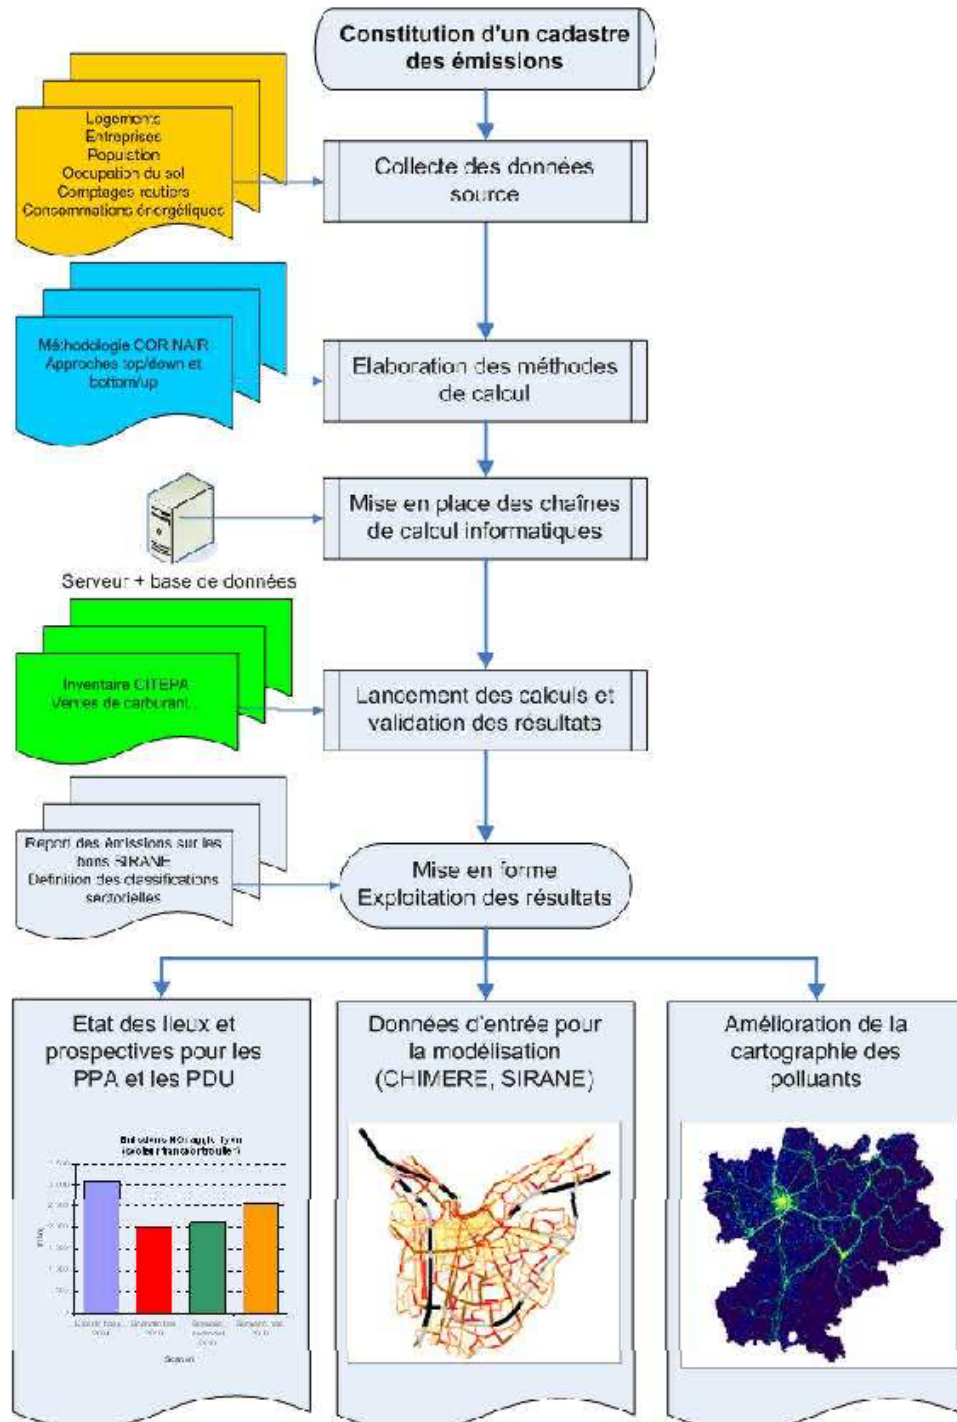 Constitution d'un cadastre
des émissions
Logements
Entreprises
Population
Occupation du sol
Comptages routiers
Consommations énergétiques
Collecte des données
source
Méthodologie CORINAIR
Approches top/down et
bottom/up
Elaboration des méthodes
de calcul
Mise en place des chaînes
de calcul informatiques
Serveur + base de données
Inventaire CITEPA
Ventes de carburant...
Lancement des calculs et
validation des résultats
Report des émissions sur les
SIRANE
Définition des classifications
sectorielles
Mise en forme
Exploitation des résultats
Etat des lieux et
prospectives pour les
PPA et les PDU
Données d'entrée pour
la modélisation
(CHIMERE, SIRANE)
Amélioration de la
cartographie des
polluants